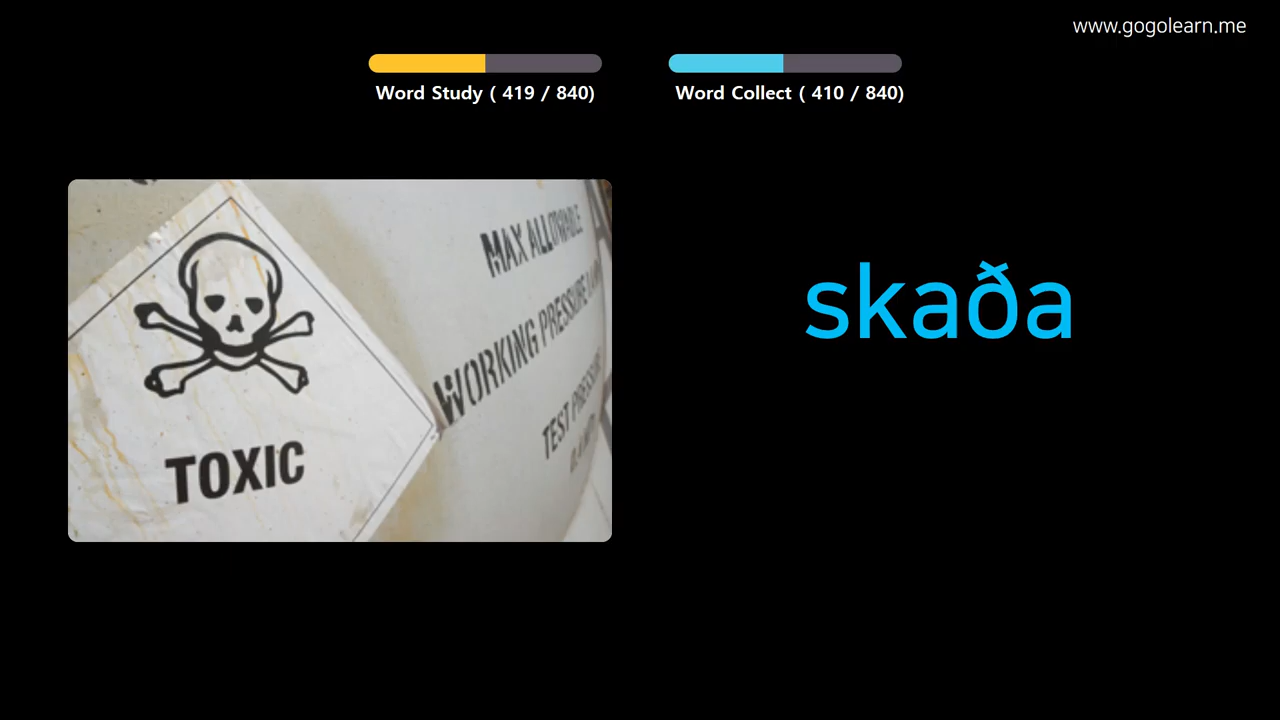 www.gogolearn.me
Word Study ( 419 / 840)
Word Collect ( 410 / 840)
MAX ALLOWABLE
WORKING PRESSURE
TEST PRESSURE
TOXIC
skaða